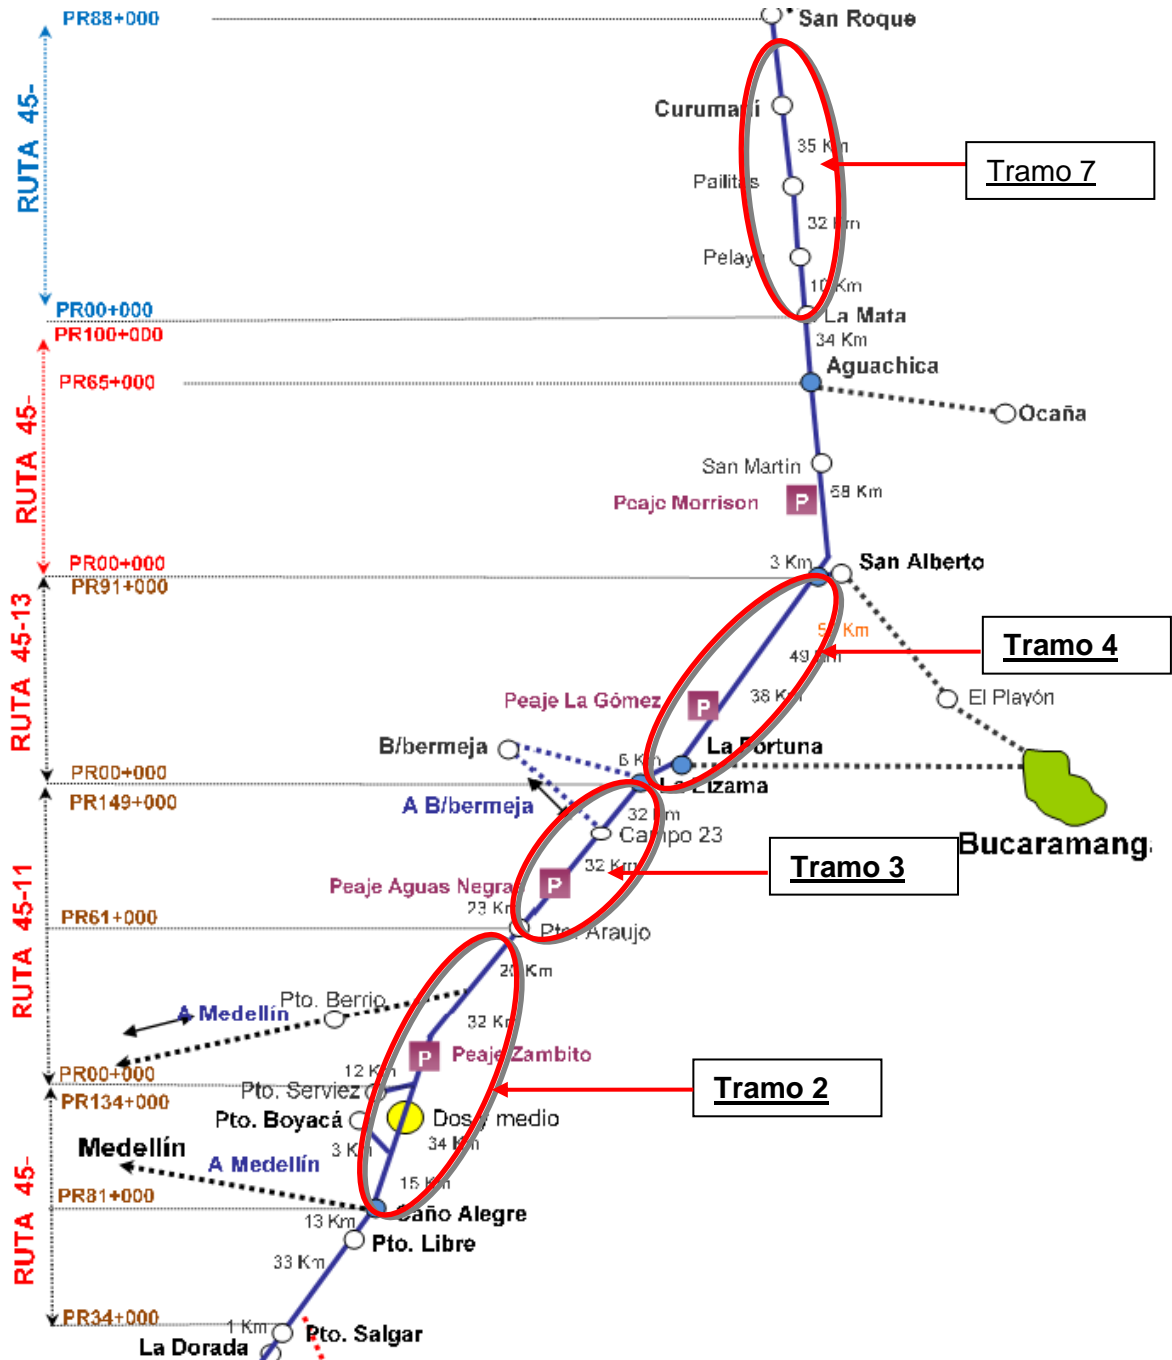 PR88+000
San Roque
RUTA 45-
Curumaní
35 Km
Tramo 7
Pailitas
32 Km
Pelaya
10 Km
PR00+000
La Mata
PR100+000
34 Km
Aguachica
PR65+000
Ocaña
RUTA 45-
San Martin
Peaje Morrison
P
58 Km
PR00+000
3 Km
San Alberto
PR91+000
RUTA 45-13
Km
49 Km
Tramo 4
Peaje La Gómez
P
38 Km
El Playón
B/bermeja
La Fortuna
6 Km
PR00+000
La Lizama
PR149+000
A B/bermeja
32 Km
Campo 23
Bucaramang
32 Km
Tramo 3
Peaje Aguas Negras
P
RUTA 45-11
23 Km
PR61+000
Pto. Araujo
20 Km
Pto. Berrio
A Medellín
32 Km
P
Peaje Zambito
PR00+000
12 Km
Pto. Serviez
Tramo 2
PR134+000
Pto. Boyacá
Dos y medio
Medellín
3 Km
34 Km
A Medellín
RUTA 45-
15 Km
PR81+000
Caño Alegre
13 Km
Pto. Libre
33 Km
PR34+000
1 Km
Pto. Salgar
La Dorada